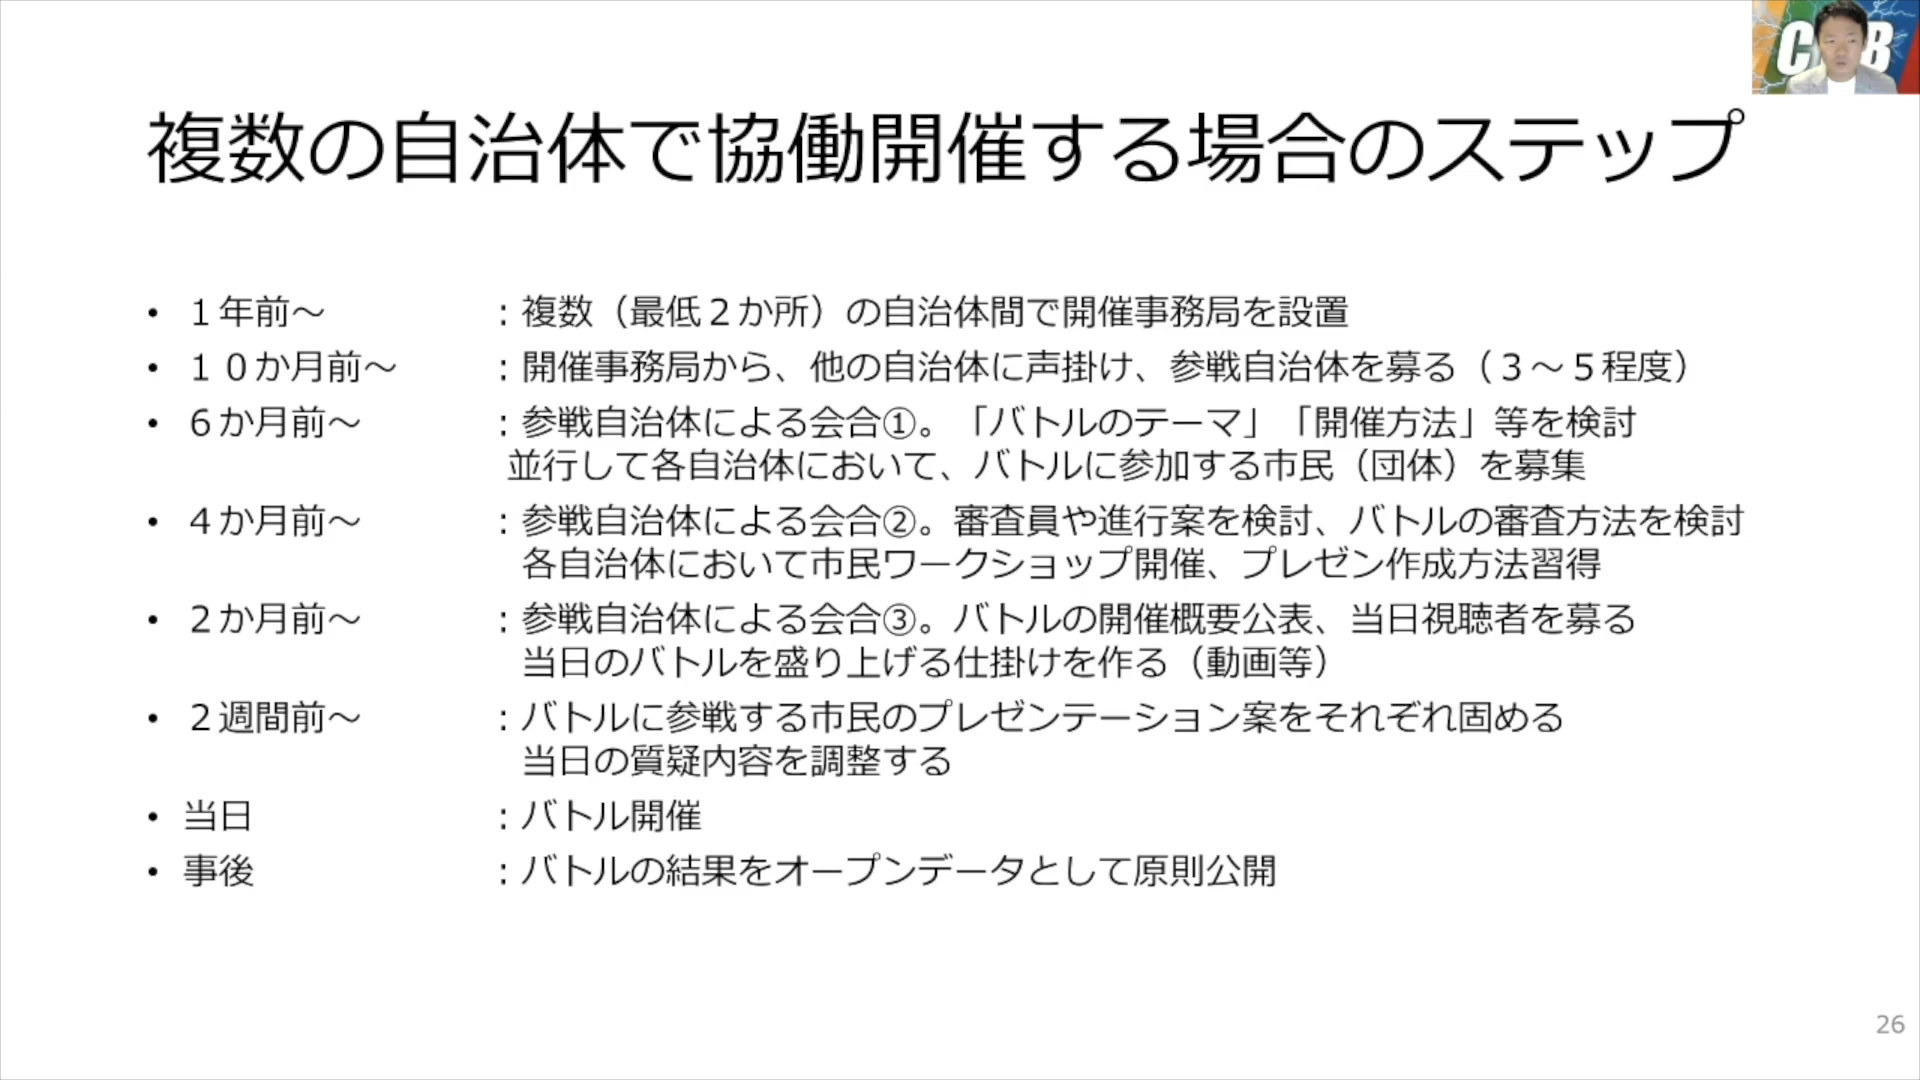 複数の自治体で協働開催する場合のステップ
• １年前～ : 複数（最低２か所）の自治体間で開催事務局を設置
• １０か月前～ : 開催事務局から、他の自治体に声掛け、参戦自治体を募る（３～５程度）
• ６か月前～ : 参戦自治体による会合①。「バトルのテーマ」「開催方法」等を検討
並行して各自治体において、バトルに参加する市民（団体）を募集
• ４か月前～ : 参戦自治体による会合②。審査員や進行案を検討、バトルの審査方法を検討
各自治体において市民ワークショップ開催、プレゼン作成方法習得
• ２か月前～ : 参戦自治体による会合③。バトルの開催概要公表、当日視聴者を募る
当日のバトルを盛り上げる仕掛けを作る（動画等）
• ２週間前～ : バトルに参戦する市民のプレゼンテーション案をそれぞれ固める
当日の質疑内容を調整する
• 当日 : バトル開催
• 事後 : バトルの結果をオープンデータとして原則公開
26